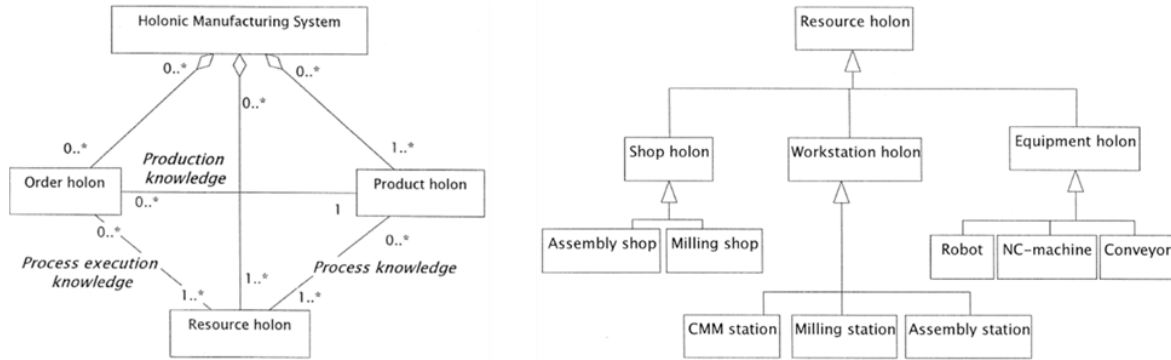 Holonic Manufacturing System
0..*
0..*
0..*
0..*
1..*
Production
knowledge
Order holon
Product holon
0..*
1
0..*
0..*
Process execution
knowledge
Process knowledge
1..*
1..*
1..*
Resource holon
Resource holon
Shop holon
Workstation holon
Equipment holon
Assembly shop
Milling shop
Robot
NC-machine
Conveyor
CMM station
Milling station
Assembly station